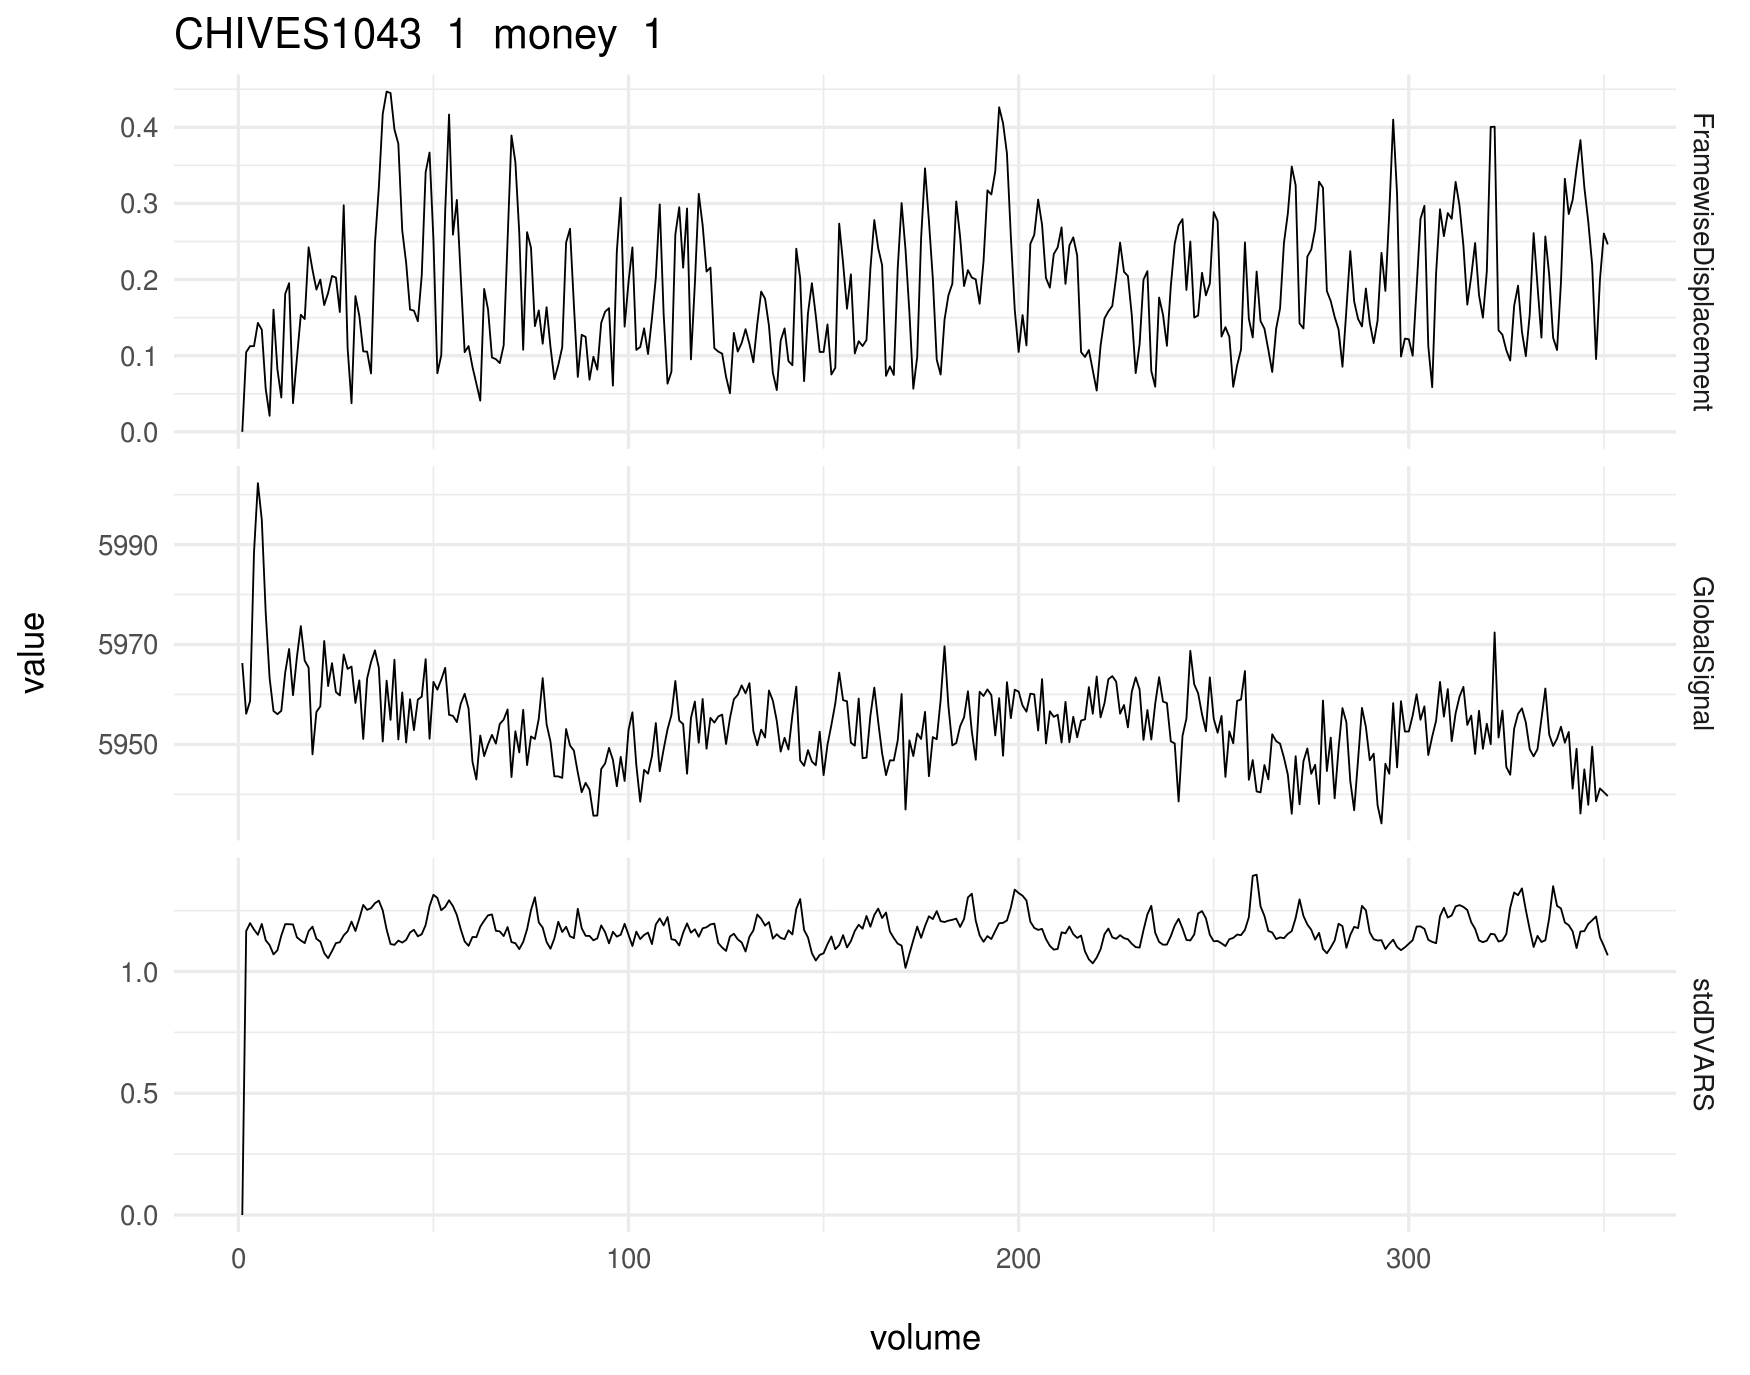 CHIVES1043  1  money  1
0.4
0.3
0.2
0.1
0.0
FramewiseDisplacement
5990
5970
5950
GlobalSignal
value
1.0
0.5
0.0
stdDVARS
0 100 200 300
volume